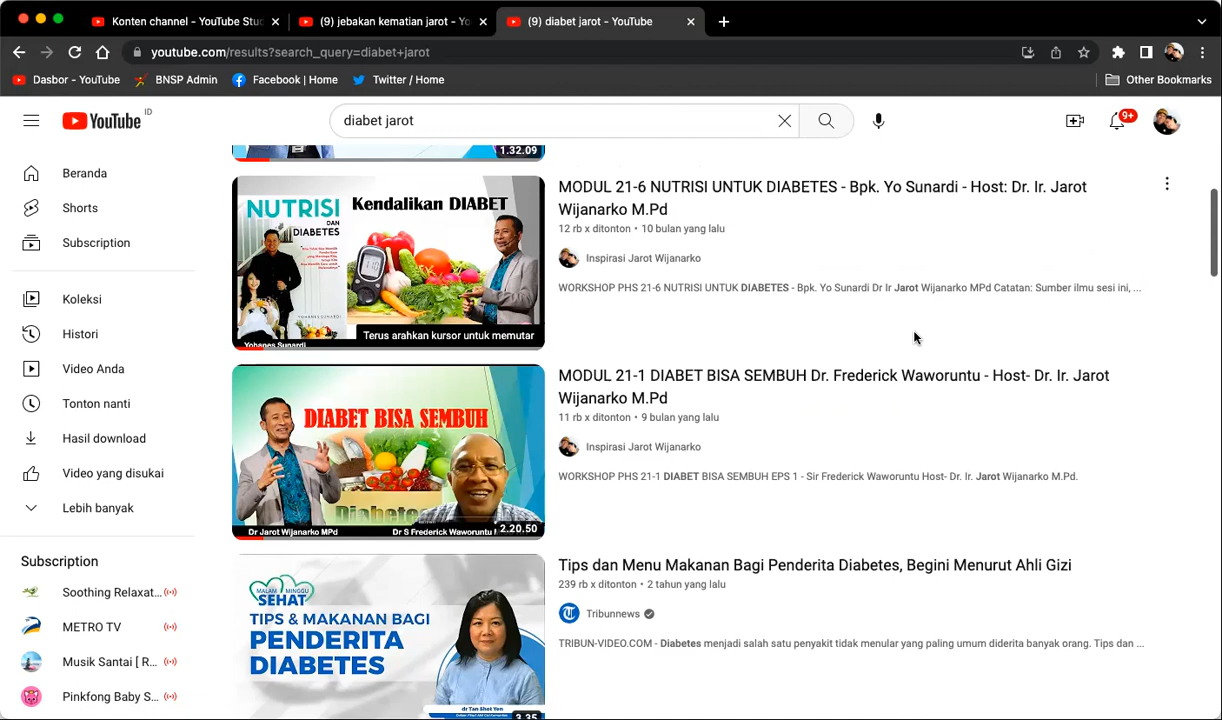 Konten channel - YouTube Stu
(9) jebakan kematian jarot - Yo
(9) diabet jarot - YouTube
youtube.com/results?search_query=diabet+jarot
Dasbor - YouTube
BNSP Admin
Facebook | Home
Twitter / Home
Other Bookmarks
YouTube ID
diabet jarot
9+
Beranda
Shorts
Subscription
Koleksi
Histori
Video Anda
Tonton nanti
Hasil download
Video yang disukai
Lebih banyak
Subscription
Soothing Relaxat...
METRO TV
Musik Santai [ R...
Pinkfong Baby S...
1.32.09
NUTRISI
DAN
DIABETES
Kendalikan DIABET
Yohanes Sunardi
Terus arahkan kursor untuk memutar
MODUL 21-6 NUTRISI UNTUK DIABETES - Bpk. Yo Sunardi - Host: Dr. Ir. Jarot
Wijanarko M.Pd
12 rb x ditonton • 10 bulan yang lalu
Inspirasi Jarot Wijanarko
WORKSHOP PHS 21-6 NUTRISI UNTUK DIABETES - Bpk. Yo Sunardi Dr Ir Jarot Wijanarko MPd Catatan: Sumber ilmu sesi ini, ...
DIABET BISA SEMBUH
Diabetes
Dr Jarot Wijanarko MPd
Dr S Frederick Waworuntu
2.20.50
MODUL 21-1 DIABET BISA SEMBUH Dr. Frederick Waworuntu - Host- Dr. Ir. Jarot
Wijanarko M.Pd
11 rb x ditonton • 9 bulan yang lalu
Inspirasi Jarot Wijanarko
WORKSHOP PHS 21-1 DIABET BISA SEMBUH EPS 1 - Sir Frederick Waworuntu Host- Dr. Ir. Jarot Wijanarko M.Pd.
MALAM MINGGU
SEHAT
TIPS & MAKANAN BAGI
PENDERITA
DIABETES
dr Tan Shot Yen
3.35
Tips dan Menu Makanan Bagi Penderita Diabetes, Begini Menurut Ahli Gizi
239 rb x ditonton • 2 tahun yang lalu
Tribunnews
TRIBUN-VIDEO.COM - Diabetes menjadi salah satu penyakit tidak menular yang paling umum diderita banyak orang. Tips dan ...